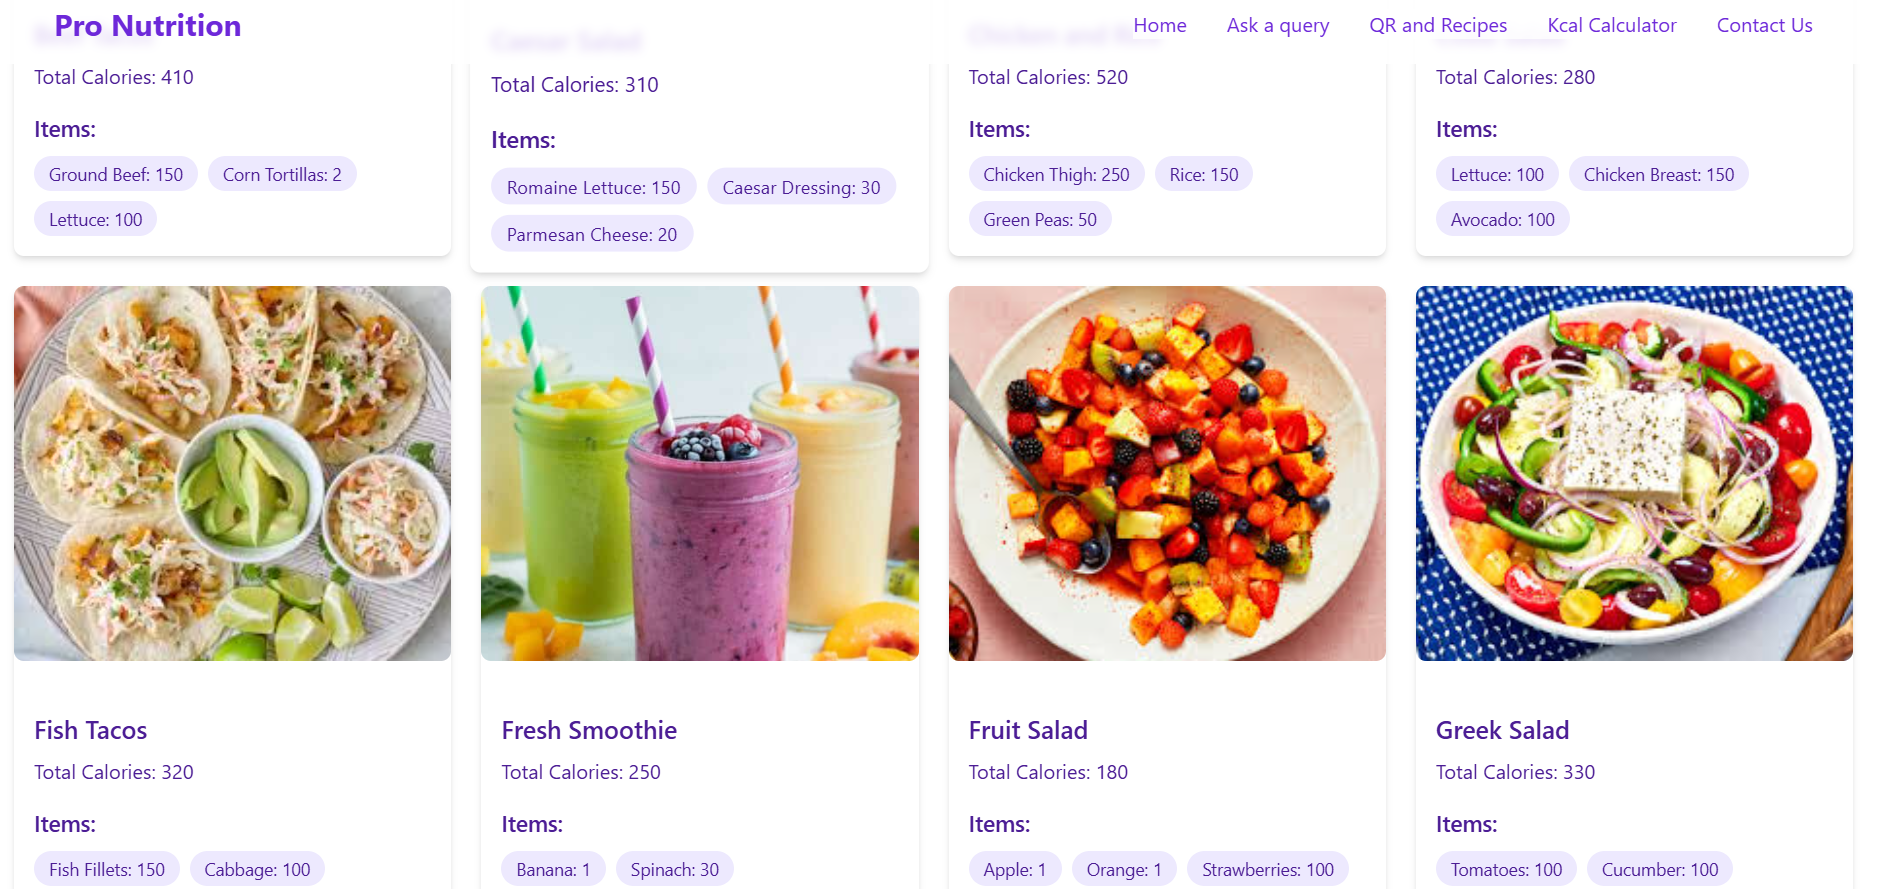 Pro Nutrition
Home Ask a query QR and Recipes Kcal Calculator Contact Us
Caesar Salad
Total Calories: 410
Items:
Ground Beef: 150 Corn Tortillas: 2
Lettuce: 100
Total Calories: 310
Items:
Romaine Lettuce: 150 Caesar Dressing: 30
Parmesan Cheese: 20
Total Calories: 520
Items:
Chicken Thigh: 250 Rice: 150
Green Peas: 50
Total Calories: 280
Items:
Lettuce: 100 Chicken Breast: 150
Avocado: 100
Fish Tacos
Total Calories: 320
Items:
Fish Fillets: 150 Cabbage: 100
Fresh Smoothie
Total Calories: 250
Items:
Banana: 1 Spinach: 30
Fruit Salad
Total Calories: 180
Items:
Apple: 1 Orange: 1 Strawberries: 100
Greek Salad
Total Calories: 330
Items:
Tomatoes: 100 Cucumber: 100